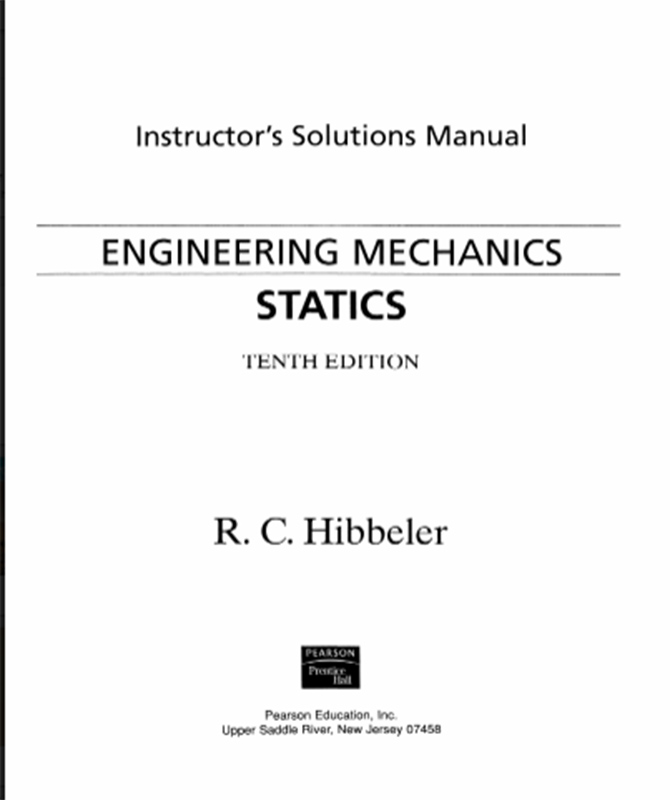 Instructor's Solutions Manual
ENGINEERING MECHANICS
STATICS
TENTH EDITION
R. C. Hibbeler
PEARSON
Prentice
Hall
Pearson Education, Inc.
Upper Saddle River, New Jersey 07458